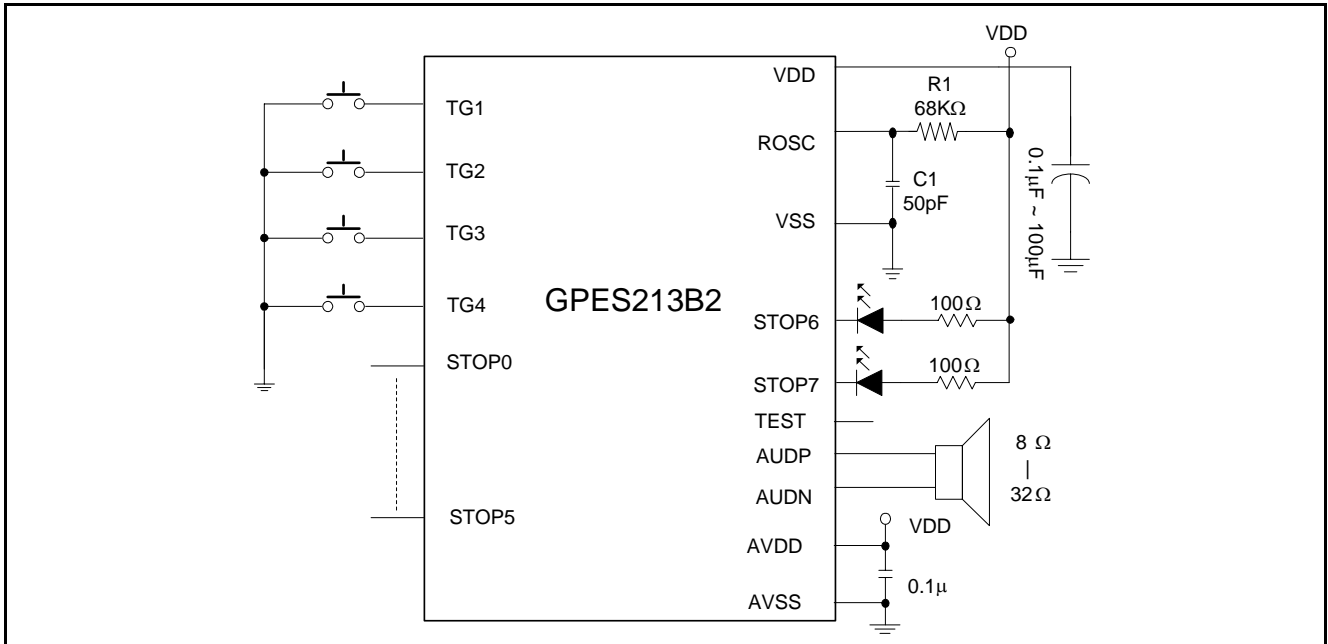 VDD
VDD
R1
68KΩ
TG1
ROSC
0.1μF ~ 100μF
TG2
C1
50pF
VSS
TG3
GPES213B2
TG4
100Ω
STOP6
STOP0
100Ω
STOP7
TEST
AUDP
8 Ω
|
32Ω
AUDN
STOP5
VDD
AVDD
0.1μ
AVSS